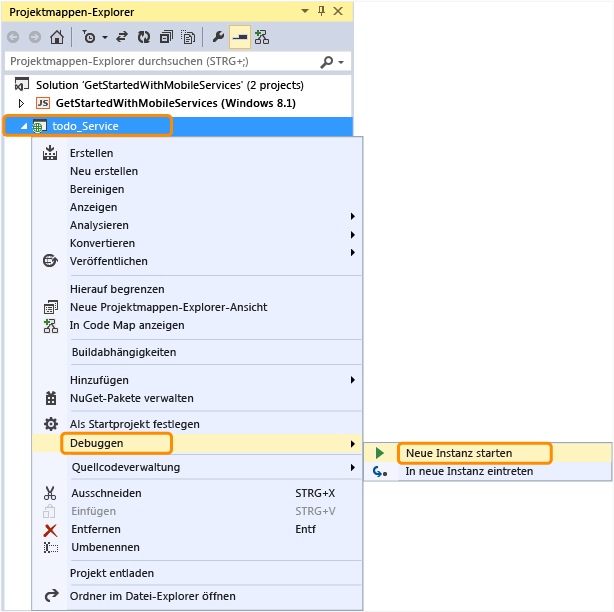 Projektmappen-Explorer
Projektmappen-Explorer durchsuchen (STRG+;)
Solution 'GetStartedWithMobileServices' (2 projects)
JS GetStartedWithMobileServices (Windows 8.1)
todo_Service
Erstellen
Neu erstellen
Bereinigen
Anzeigen
Analysieren
Konvertieren
Veröffentlichen
Hierauf begrenzen
Neue Projektmappen-Explorer-Ansicht
In Code Map anzeigen
Buildabhängigkeiten
Hinzufügen
NuGet-Pakete verwalten
Als Startprojekt festlegen
Debuggen
Neue Instanz starten
In neue Instanz eintreten
Quellcodeverwaltung
Ausschneiden STRG+X
Einfügen STRG+V
Entfernen Entf
Umbenennen
Projekt entladen
Ordner im Datei-Explorer öffnen